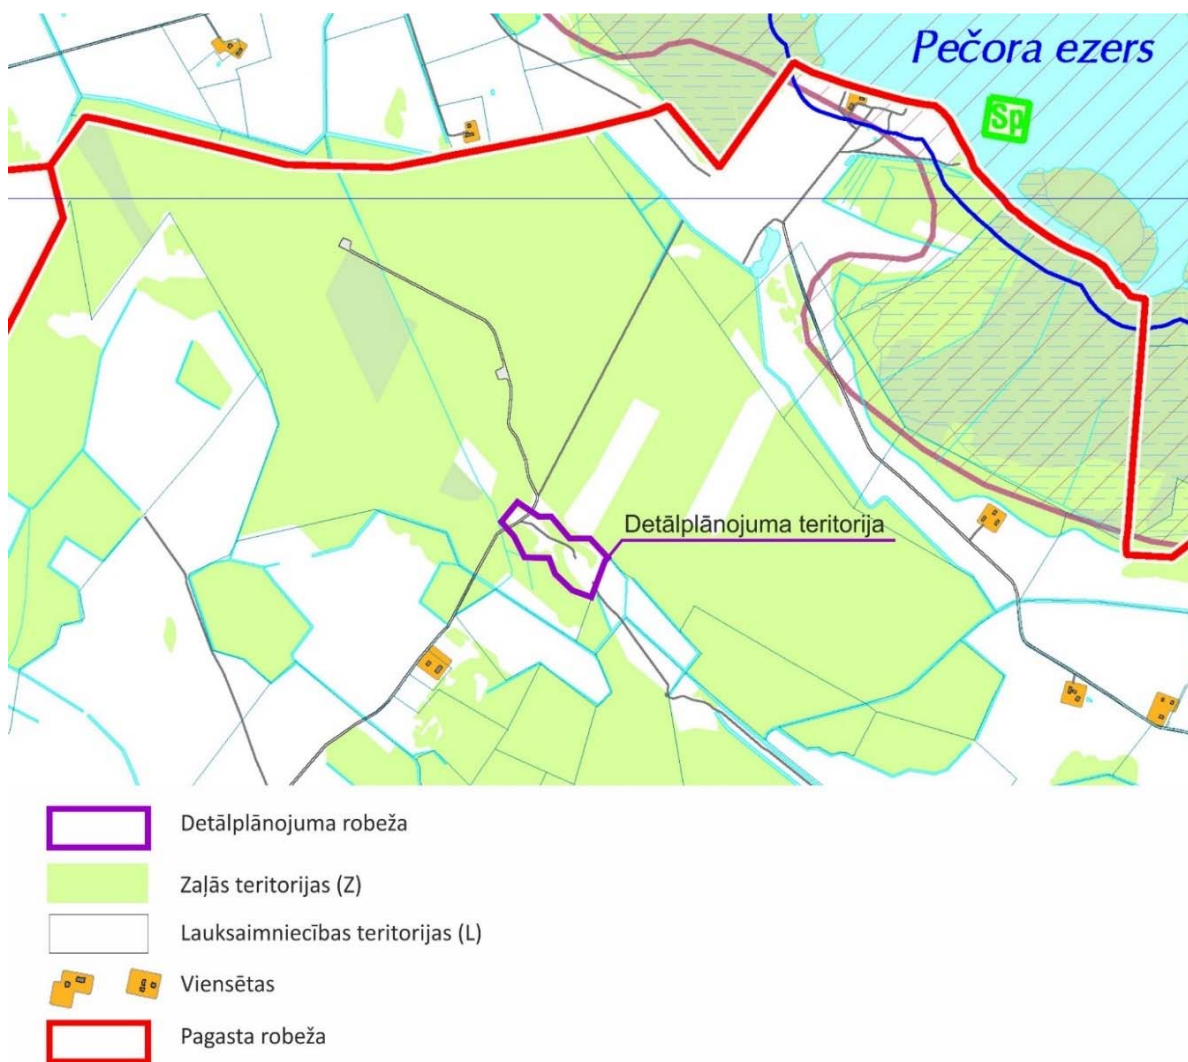 Pečora ezers
Sp
Detālplānojuma teritorija
Detālplānojuma robeža
Zaļās teritorijas (Z)
Lauksaimniecības teritorijas (L)
Viensētas
Pagasta robeža